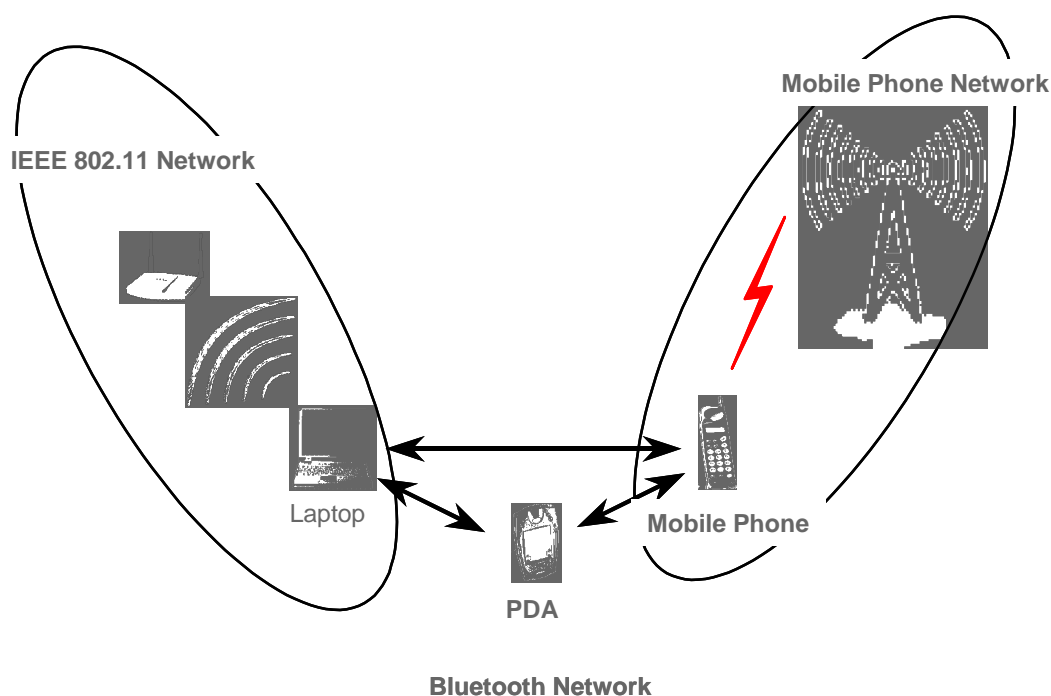 Mobile Phone Network
IEEE 802.11 Network
Laptop
Mobile Phone
PDA
Bluetooth Network